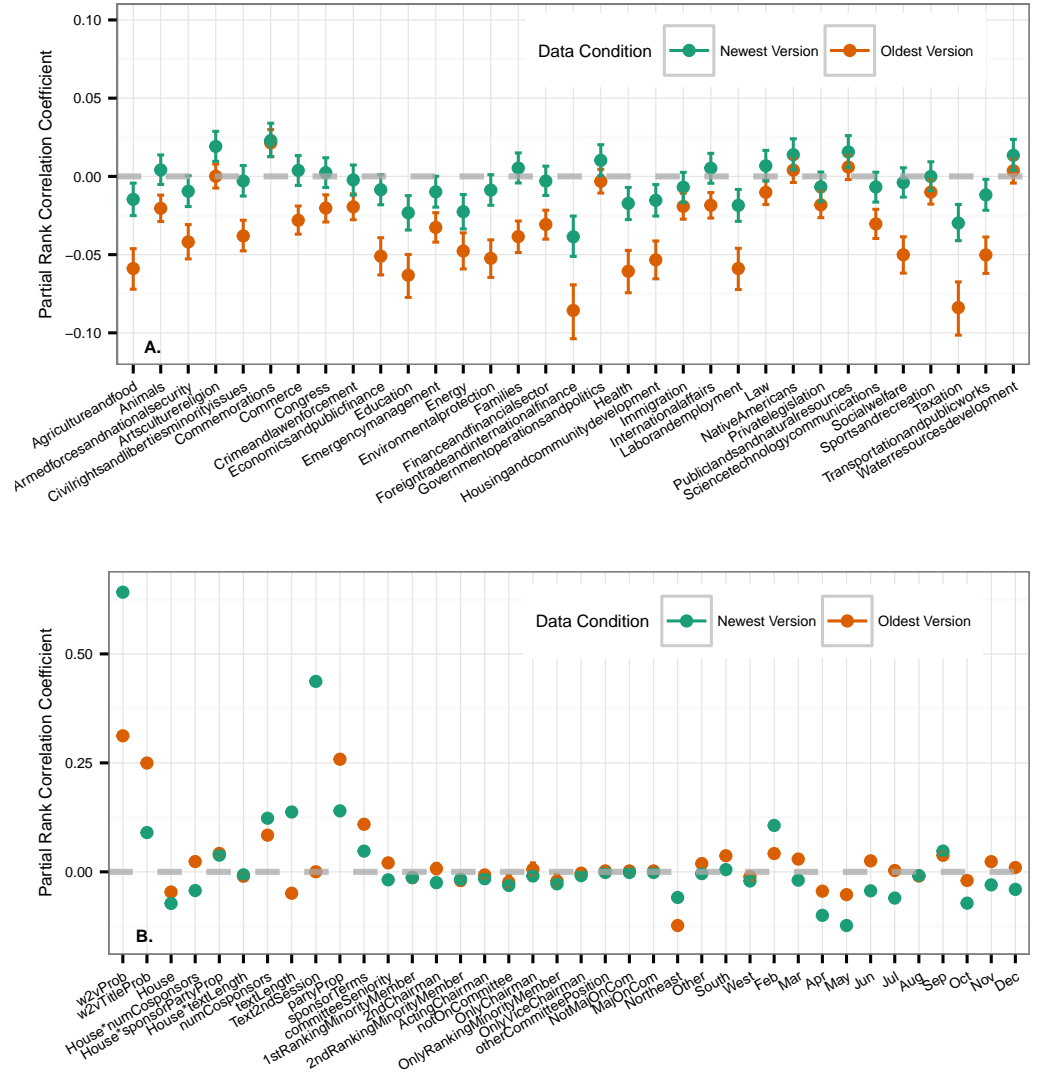 0.10
0.05
0.00
−0.05
−0.10
Partial Rank Correlation Coefficient
Data Condition
Newest Version
Oldest Version
A.
Agricultureandfood
Animals
Armedforcesandnationalsecurity
Artsculturereligion
Civilrightsandlibertiesminorityissues
Commemorations
Commerce
Congress
Crimeandlawenforcement
Economicsandpublicfinance
Education
Emergencymanagement
Energy
Environmentalprotection
Families
Financeandfinancialsector
Foreigntradeandinternationalfinance
Governmentoperationsandpolitics
Health
Housingandcommunitydevelopment
Immigration
Internationalaffairs
Laborandemployment
Law
NativeAmericans
Privatelegislation
Publiclandsandnaturalresources
Sciencetechnologycommunications
Socialwelfare
Sportsandrecreation
Taxation
Transportationandpublicworks
Waterresourcesdevelopment
0.50
0.25
0.00
Partial Rank Correlation Coefficient
Data Condition
Newest Version
Oldest Version
B.
w2vProb
w2vTitleProb
House
House*numCosponsors
House*sponsorPartyProp
House*textLength
numCosponsors
textLength
Text2ndSession
partyProp
sponsorTerms
committeeSeniority
1stRankingMinorityMember
2ndChairman
2ndRankingMinorityMember
ActingChairman
notOnCommittee
OnlyChairman
OnlyRankingMinorityMember
OnlyViceChairman
otherCommitteePosition
NotMajOnCom
MajOnCom
Northeast
Other
South
West
Feb
Mar
Apr
May
Jun
Jul
Aug
Sep
Oct
Nov
Dec